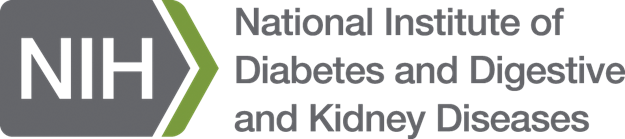 NIH
National Institute of
Diabetes and Digestive
and Kidney Diseases